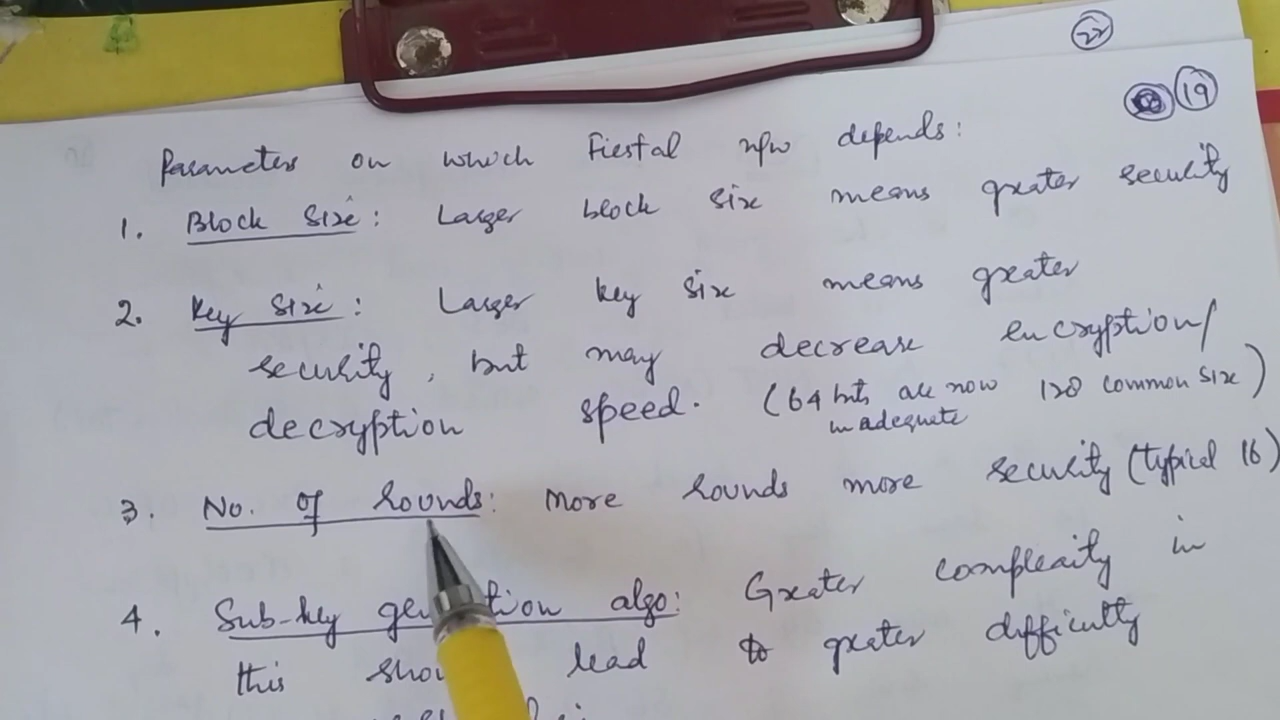 22
19
Parameters on which Fiestal n/w depends:
1. Block Size: Larger block size means greater security
2. Key Size: Larger key size means greater
security, but may decrease encryption/
decryption speed. (64 bits are now 128 common size)
inadequate
3. No. of rounds: More rounds more security (typical 16)
4. Sub-key algo: Greater complexity in
this lead to greater difficulty